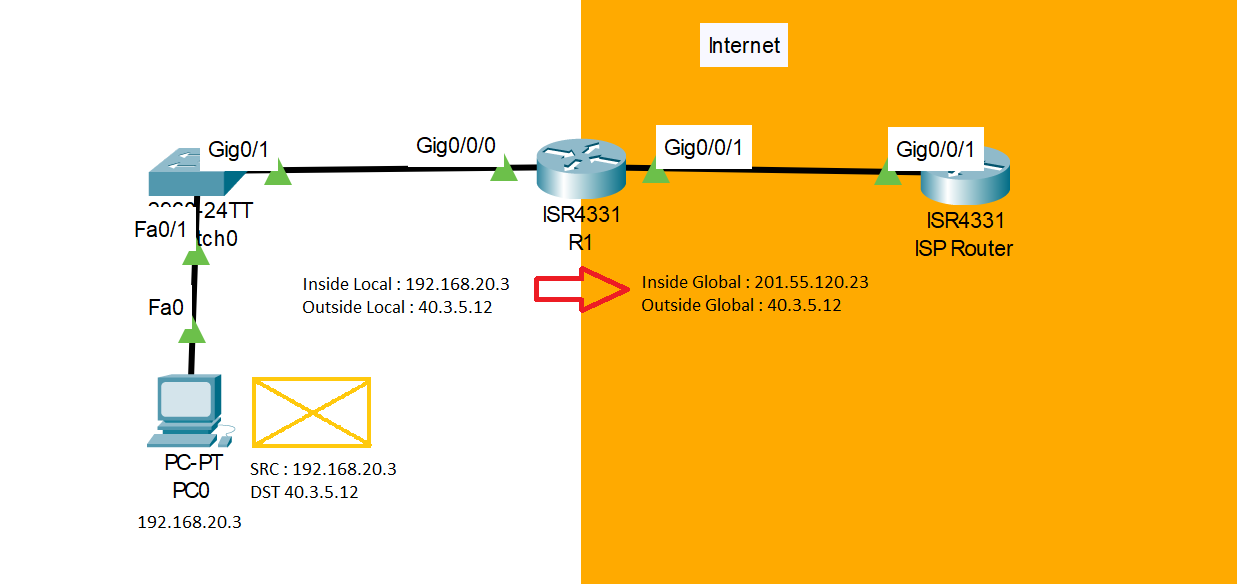 Internet
Gig0/1
Gig0/0/0
Gig0/0/1
Gig0/0/1
-24TT
Fa0/1
tch0
ISR4331
R1
ISR4331
ISP Router
Inside Local : 192.168.20.3
Outside Local : 40.3.5.12
Inside Global : 201.55.120.23
Outside Global : 40.3.5.12
Fa0
PC-PT
PC0
192.168.20.3
SRC : 192.168.20.3
DST 40.3.5.12